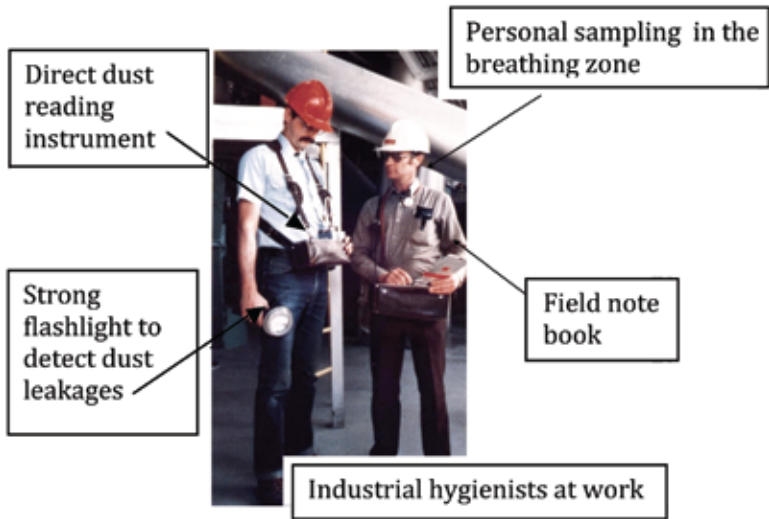 Direct dust
reading
instrument
Personal sampling in the
breathing zone
Strong
flashlight to
detect dust
leakages
Field note
book
Industrial hygienists at work